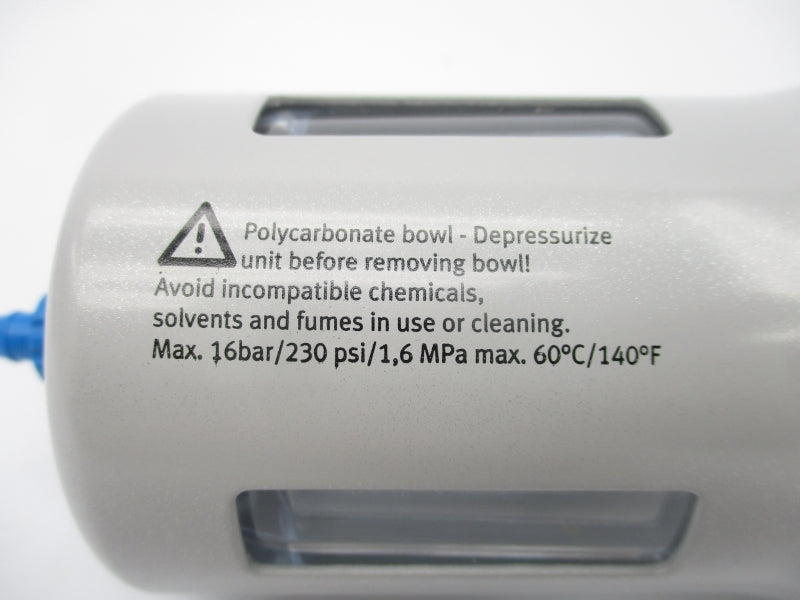 Polycarbonate bowl - Depressurize
unit before removing bowl!
Avoid incompatible chemicals,
solvents and fumes in use or cleaning.
Max. 16bar/230 psi/1,6 MPa max. 60°C/140°F